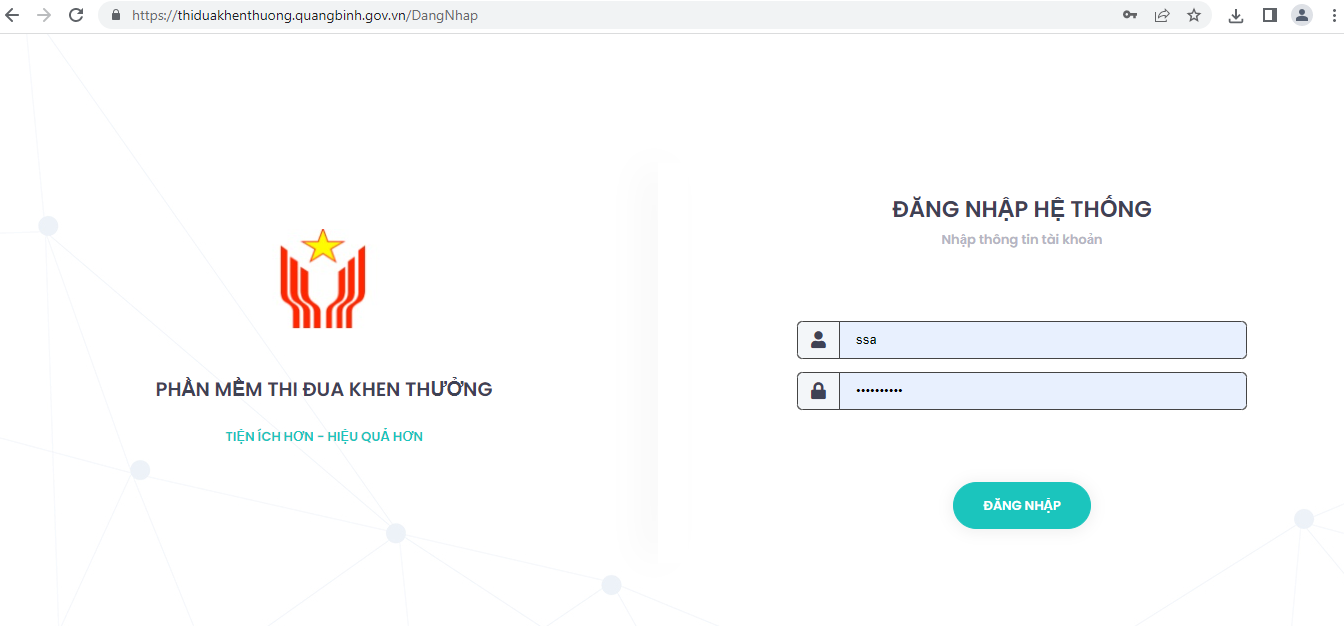 https://thiduakhenthuong.quangbinh.gov.vn/DangNhap
ĐĂNG NHẬP HỆ THỐNG
Nhập thông tin tài khoản
ssa
••••••••••
PHẦN MỀM THI ĐUA KHEN THƯỞNG
TIỆN ÍCH HƠN - HIỆU QUẢ HƠN
ĐĂNG NHẬP